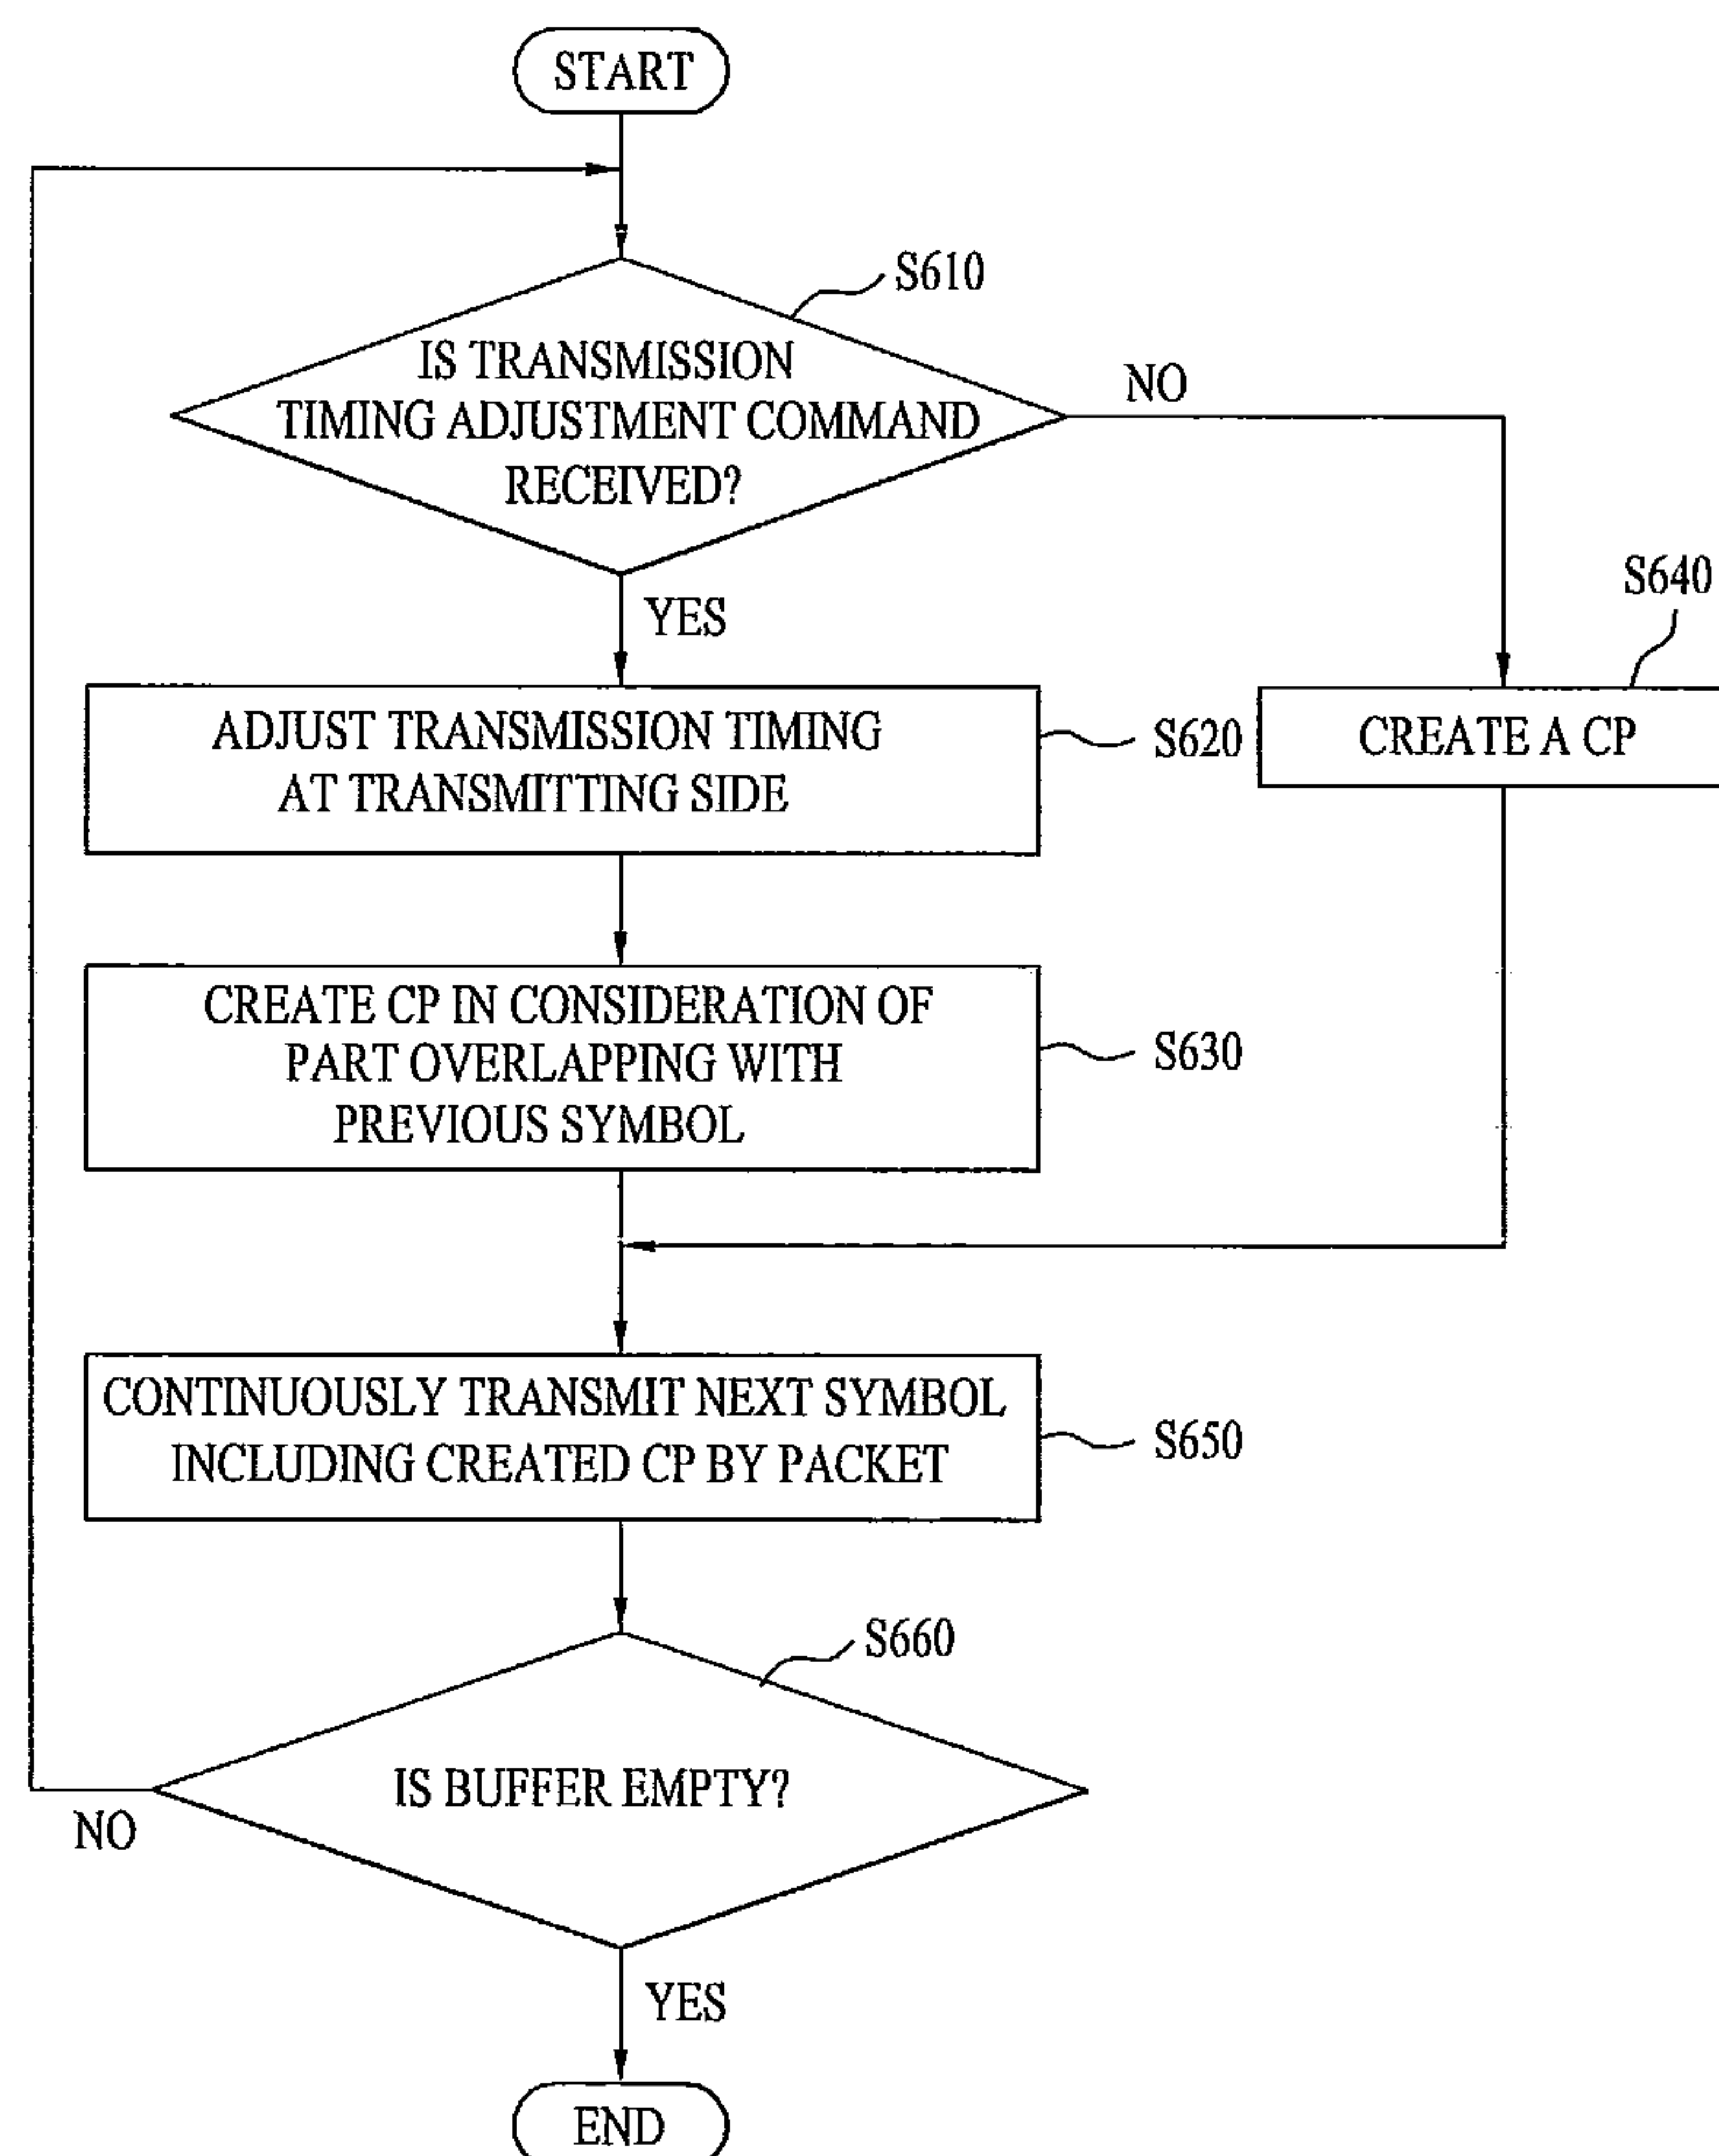 START
S610
IS TRANSMISSION
TIMING ADJUSTMENT COMMAND
RECEIVED?
NO
YES
S640
ADJUST TRANSMISSION TIMING
AT TRANSMITTING SIDE
S620
CREATE A CP
CREATE CP IN CONSIDERATION OF
PART OVERLAPPING WITH
PREVIOUS SYMBOL
S630
CONTINUOUSLY TRANSMIT NEXT SYMBOL
INCLUDING CREATED CP BY PACKET
S650
S660
IS BUFFER EMPTY?
NO
YES
END